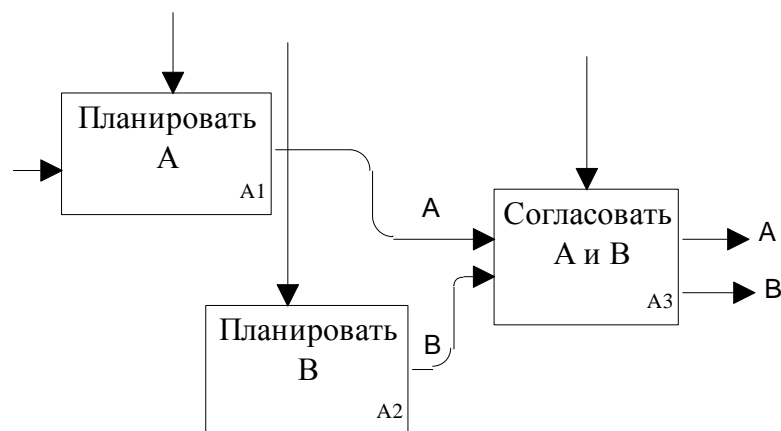 Планировать
А
А1
А
Согласовать
А и В
А3
А
В
Планировать
В
А2
В